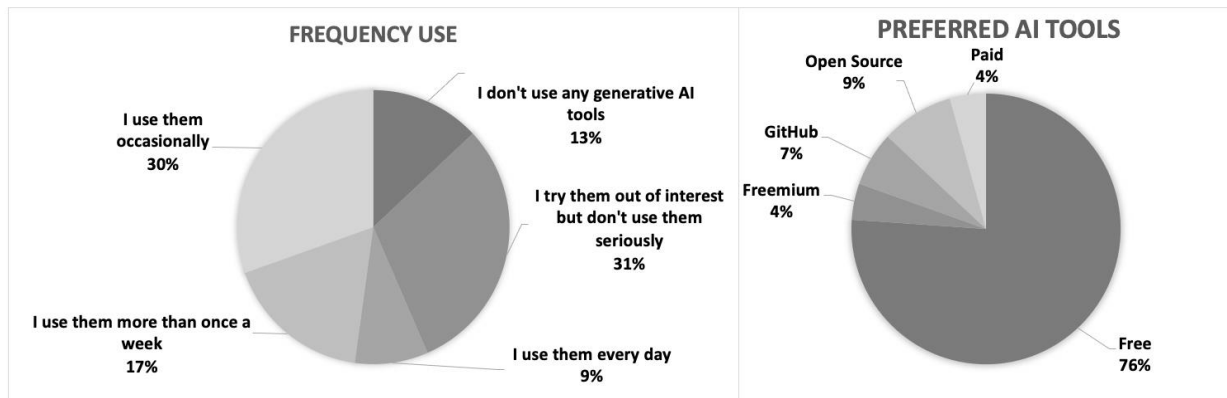 FREQUENCY USE
I don't use any generative AI
tools
13%
I try them out of interest
but don't use them
seriously
31%
I use them every day
9%
I use them more than once a
week
17%
I use them
occasionally
30%
PREFERRED AI TOOLS
Paid
4%
Open Source
9%
GitHub
7%
Freemium
4%
Free
76%